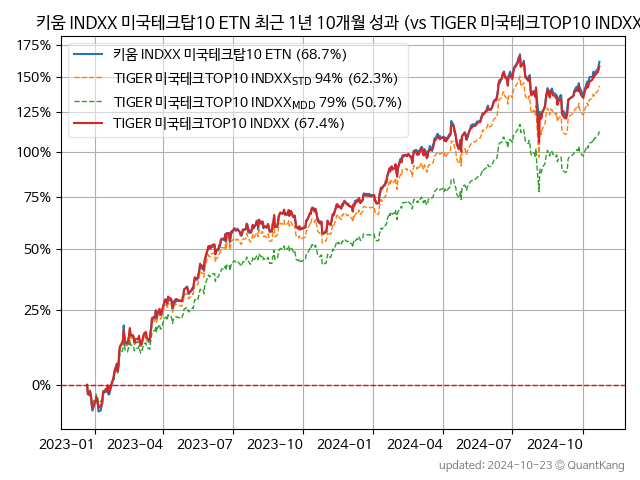 키움 INDXX 미국테크탑10 ETN 최근 1년 10개월 성과 (vs TIGER 미국테크TOP10 INDXX
175%
150%
125%
100%
75%
50%
25%
0%
키움 INDXX 미국테크탑10 ETN (68.7%)
TIGER 미국테크TOP10 INDXXSTD 94% (62.3%)
TIGER 미국테크TOP10 INDXXMDD 79% (50.7%)
TIGER 미국테크TOP10 INDXX (67.4%)
2023-01 2023-04 2023-07 2023-10 2024-01 2024-04 2024-07 2024-10
updated: 2024-10-23 © QuantKang